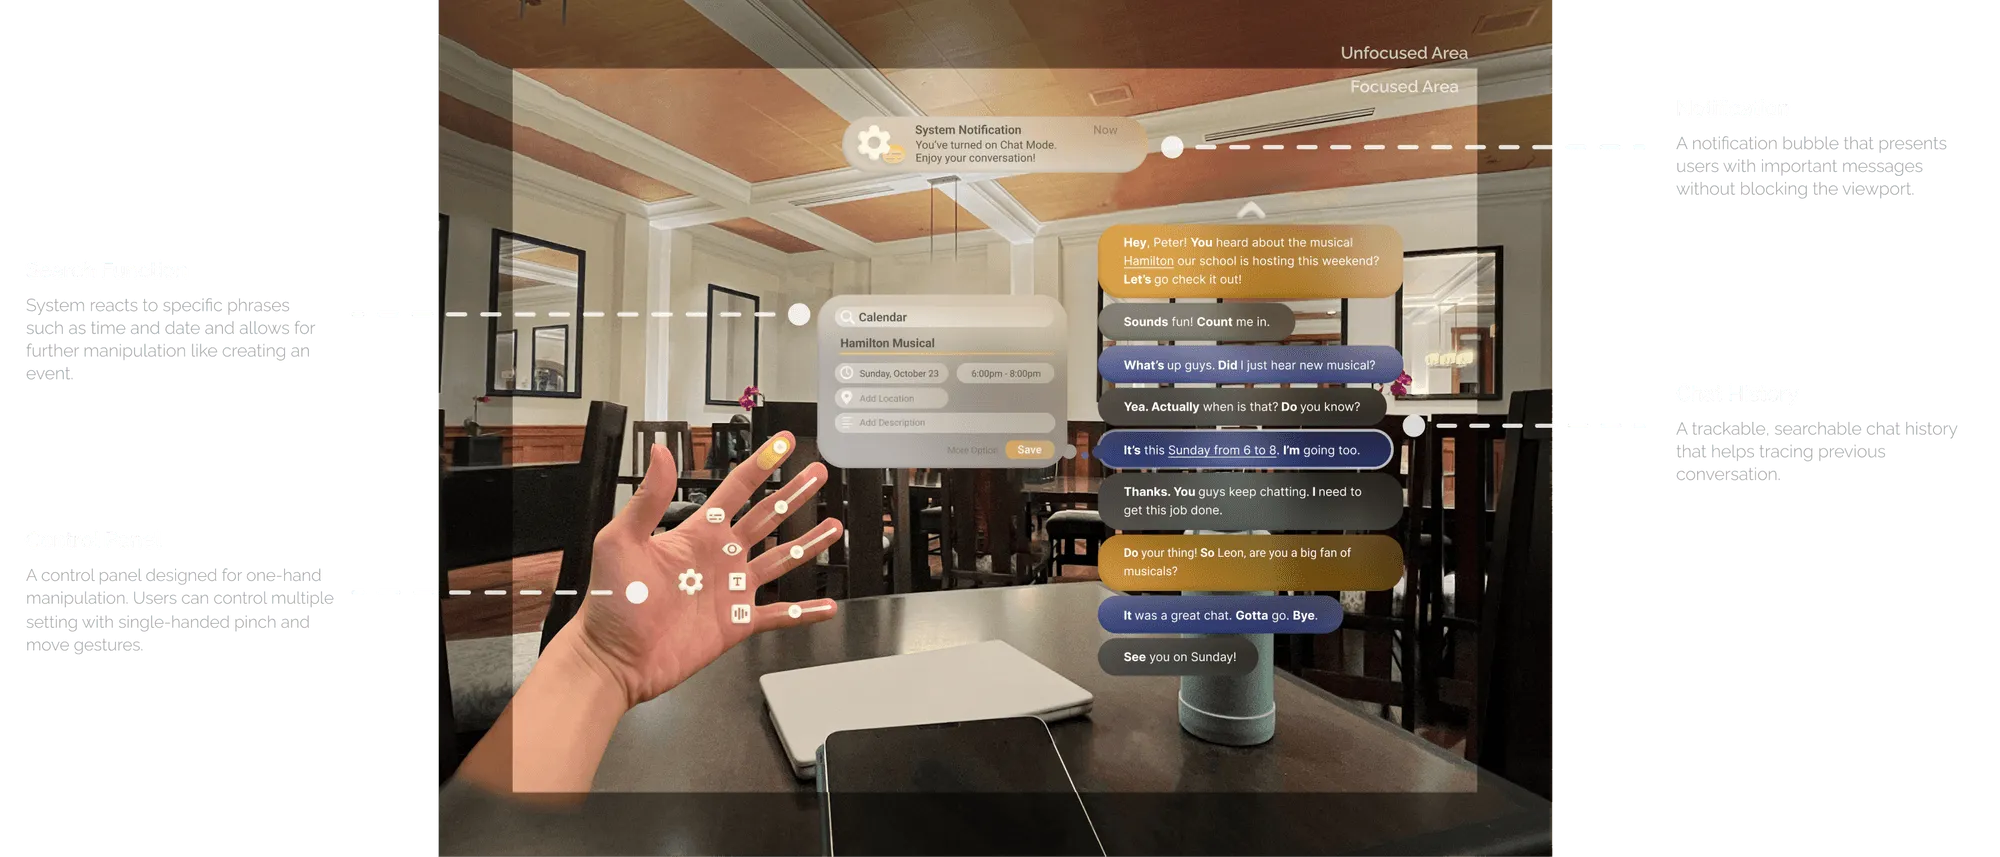 Unfocused Area
Focused Area
System Notification
Now
You've turned on Chat Mode.
Enjoy your conversation!
Notification
A notification bubble that presents
users with important messages
without blocking the viewport.
Search Function
System reacts to specific phrases
such as time and date and allows for
further manipulation like creating an
event.
Calendar
Hamilton Musical
Sunday, October 23
6:00pm - 8:00pm
Add Location
Add Description
More Option
Save
Hey, Peter! You heard about the musical
Hamilton our school is hosting this weekend?
Let's go check it out!
Sounds fun! Count me in.
What's up guys. Did I just hear new musical?
Yea. Actually when is that? Do you know?
It's this Sunday from 6 to 8. I'm going too.
Thanks. You guys keep chatting. I need to
get this job done.
Do your thing! So Leon, are you a big fan of
musicals?
It was a great chat. Gotta go. Bye.
See you on Sunday!
Chat History
A trackable, searchable chat history
that helps tracing previous
conversation.
Control Panel
A control panel designed for one-hand
manipulation. Users can control multiple
setting with single-handed pinch and
move gestures.
T